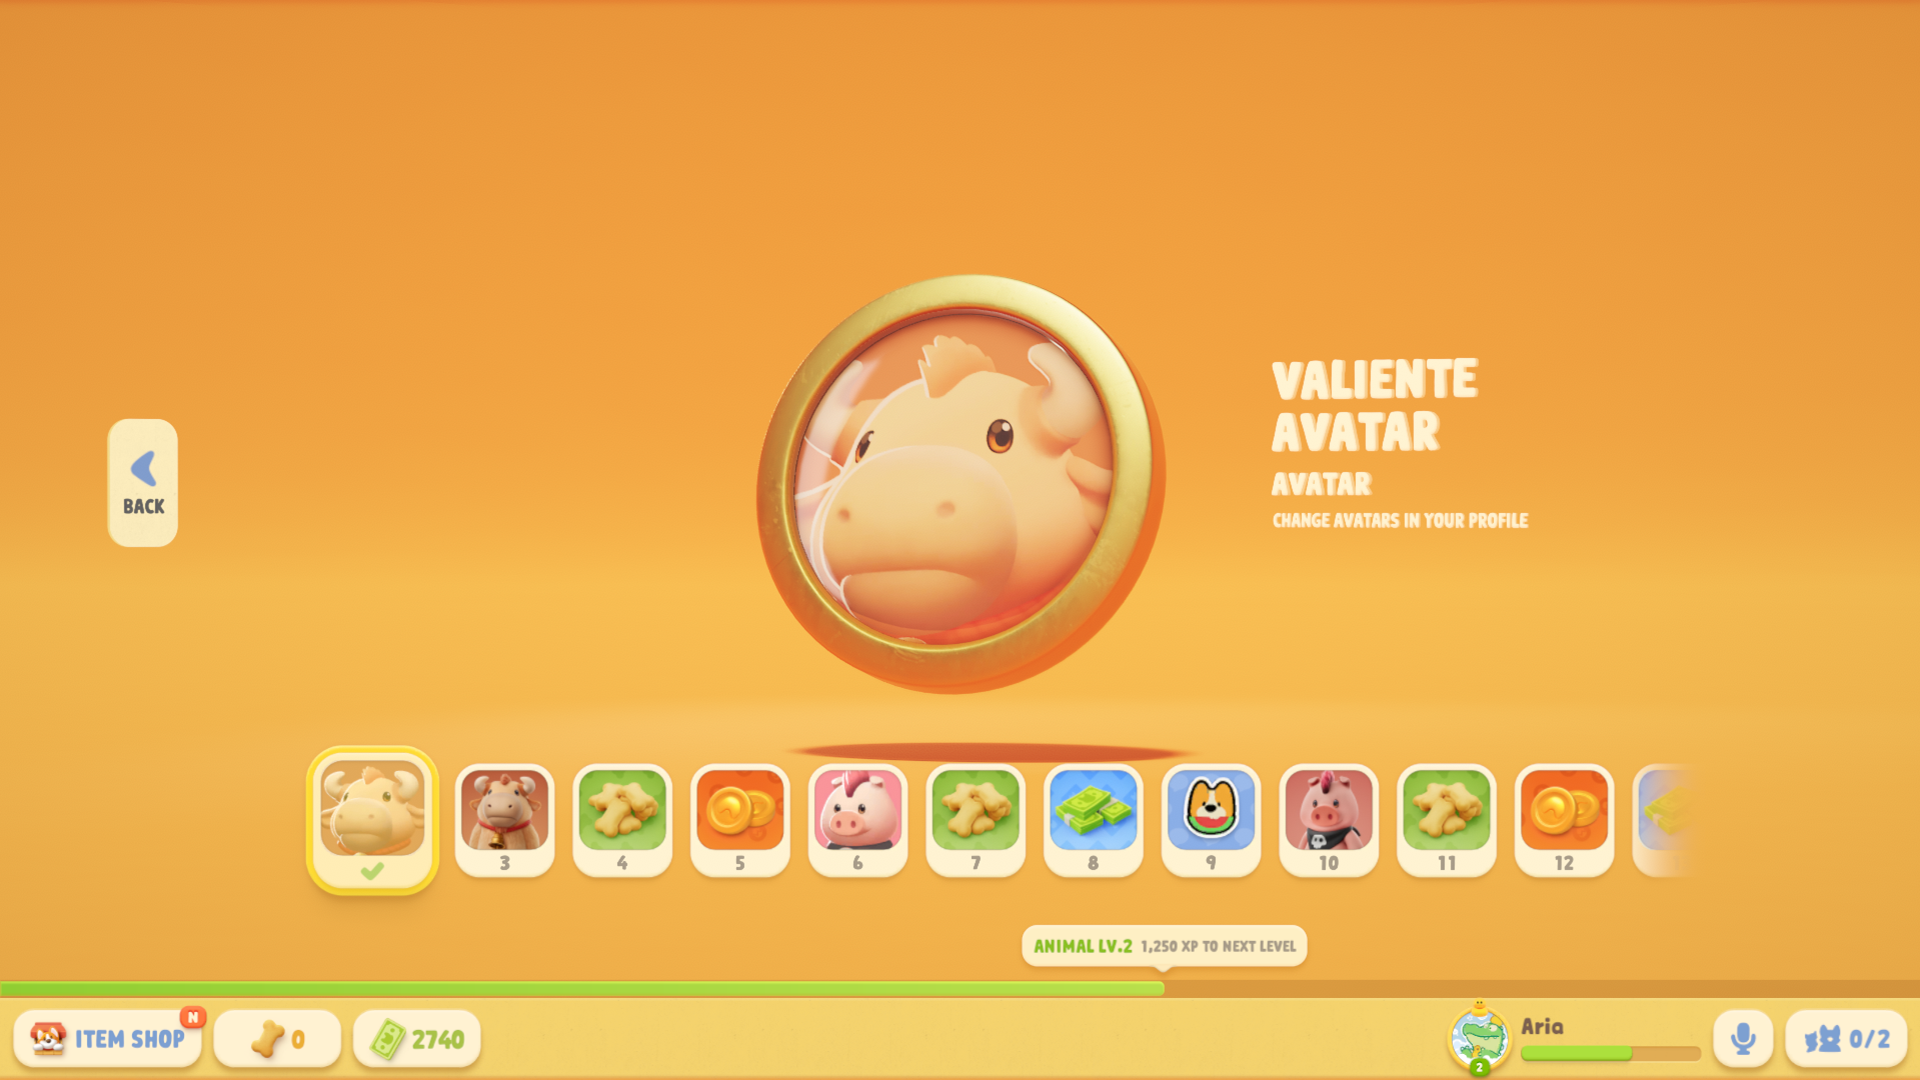 VALIENTE
AVATAR
AVATAR
CHANGE AVATARS IN YOUR PROFILE
BACK
3
4
5
6
7
8
9
10
11
12
ANIMAL LV.2 1,250 XP TO NEXT LEVEL
ITEM SHOP
N
0
2740
2
Aria
0/2